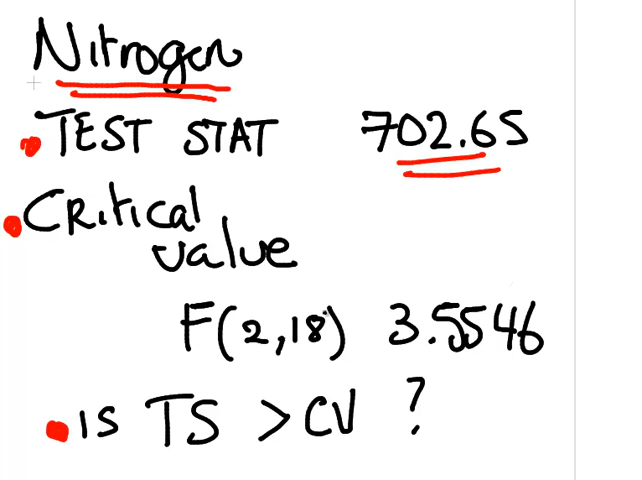 Nitrogen
TEST STAT 702.65
CRitical
value
F(2,18) 3.5546
is TS > CV ?